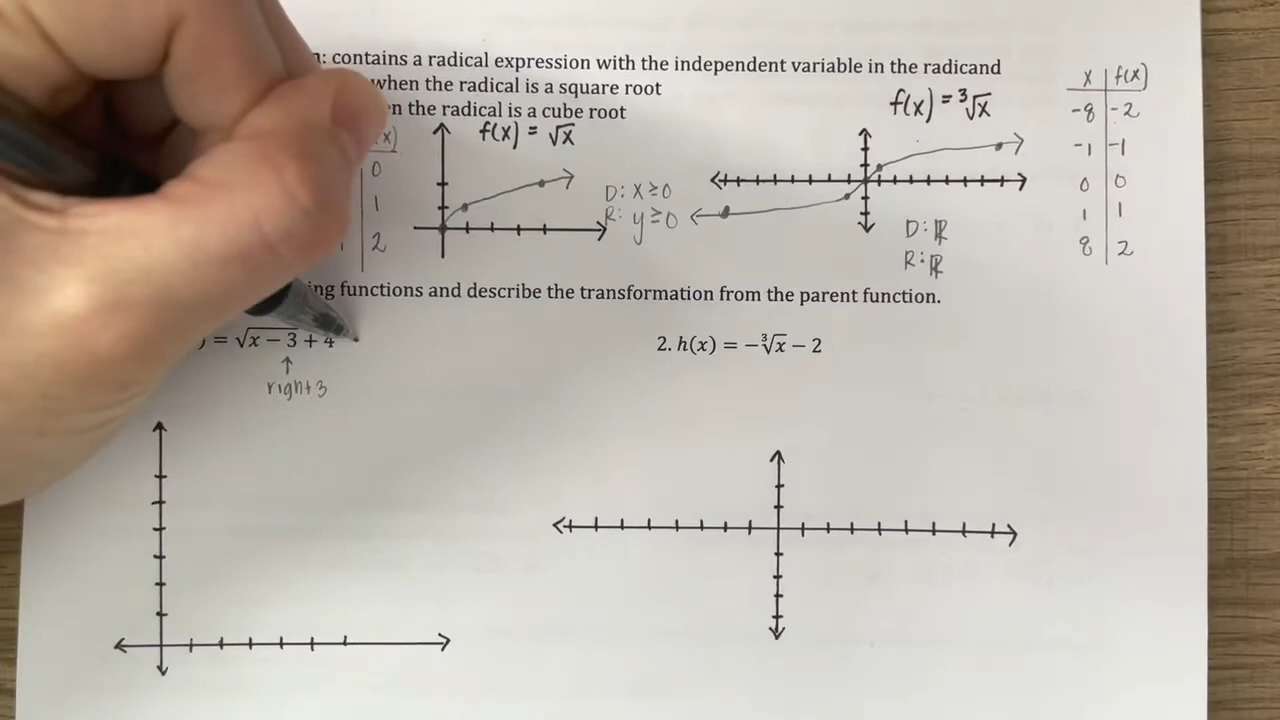 : contains a radical expression with the independent variable in the radicand
when the radical is a square root
the radical is a cube root
f(x) = √x
f(x) = ³√x
x f(x)
-8 -2
-1 -1
0 0
1 1
8 2
x)
0
1
2
D: x ≥ 0
R: y ≥ 0
D: ℝ
R: ℝ
ing functions and describe the transformation from the parent function.
) = √x − 3 + 4
↑
right 3
2. h(x) = −³√x − 2